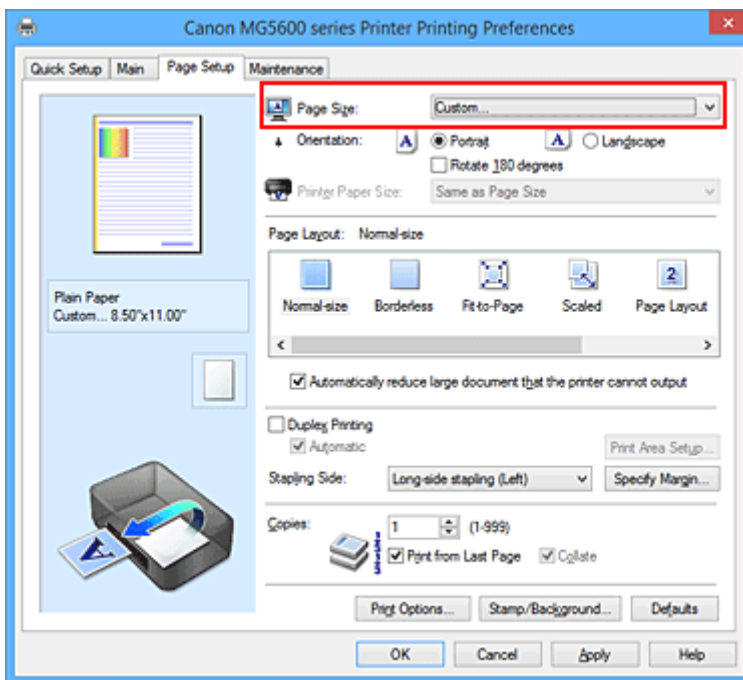 Canon MG5600 series Printer Printing Preferences
Quick Setup Main Page Setup Maintenance
Page Size: Custom...
Orientation: A Portrait A Landscape
Rotate 180 degrees
Printer Paper Size: Same as Page Size
Page Layout: Normal-size
2
Normal-size Borderless Fit-to-Page Scaled Page Layout
Plain Paper
Custom... 8.50"x11.00"
Automatically reduce large document that the printer cannot output
Duplex Printing
Automatic Print Area Setup...
Stapling Side: Long-side stapling (Left) Specify Margin...
Copies: 1 (1-999)
Print from Last Page Collate
Print Options... Stamp/Background... Defaults
OK Cancel Apply Help